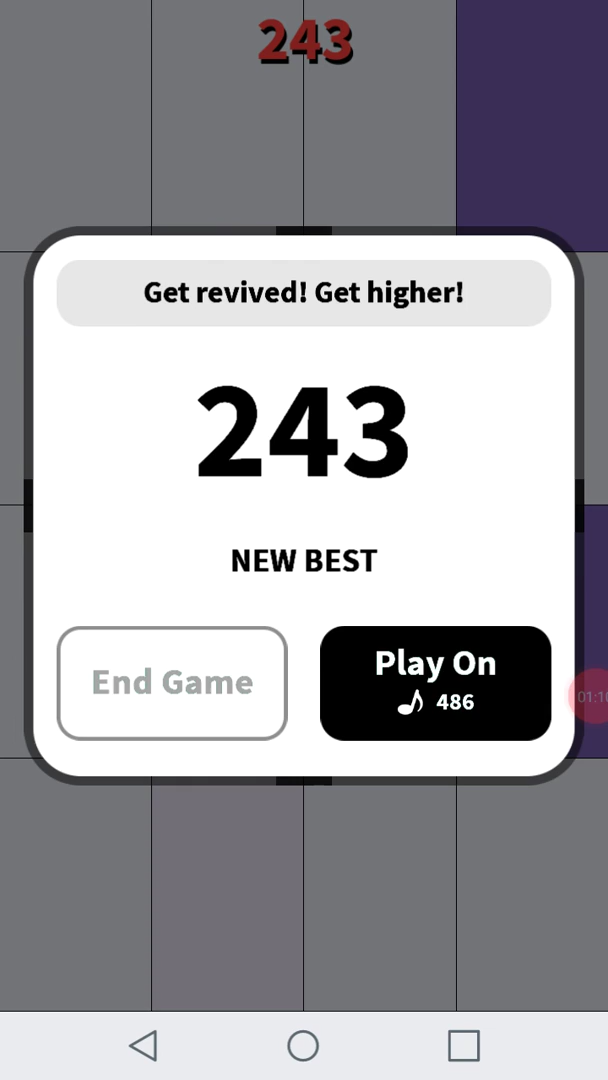 243
Get revived! Get higher!
243
NEW BEST
End Game
Play On
486